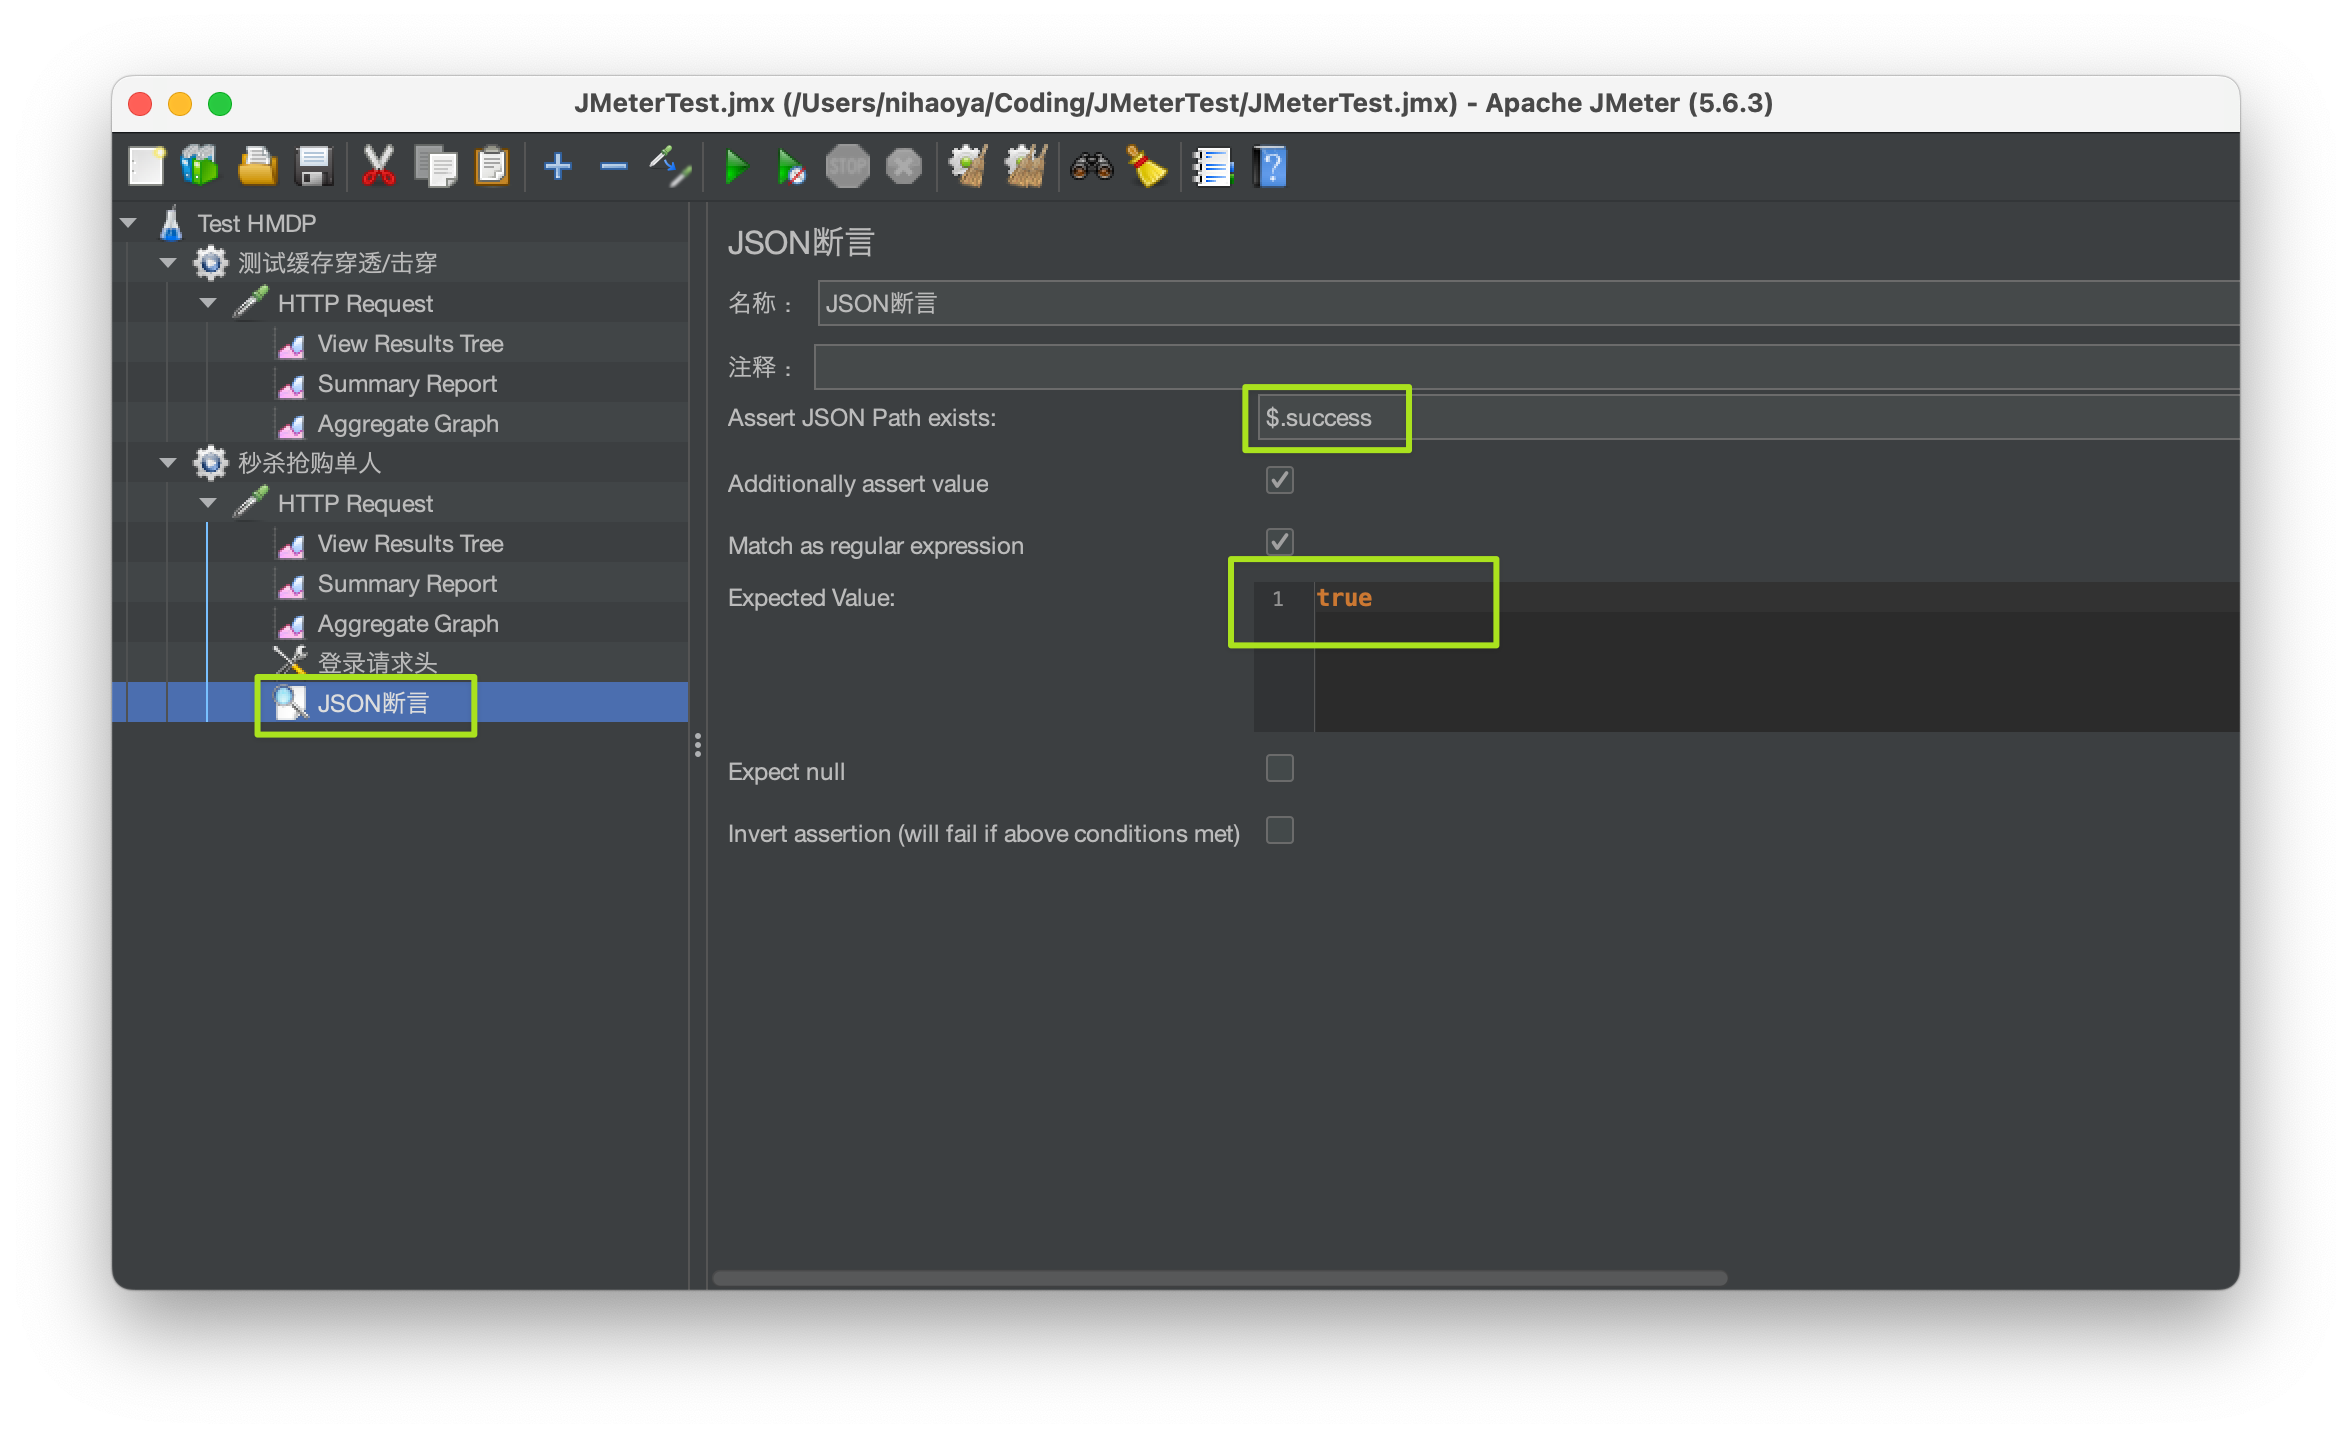 JMeterTest.jmx (/Users/nihaoya/Coding/JMeterTest/JMeterTest.jmx) - Apache JMeter (5.6.3)
STOP
Test HMDP
测试缓存穿透/击穿
HTTP Request
View Results Tree
Summary Report
Aggregate Graph
秒杀抢购单人
HTTP Request
View Results Tree
Summary Report
Aggregate Graph
登录请求头
JSON断言
JSON断言
名称： JSON断言
注释：
Assert JSON Path exists: $.success
Additionally assert value
Match as regular expression
Expected Value: 1 true
Expect null
Invert assertion (will fail if above conditions met)